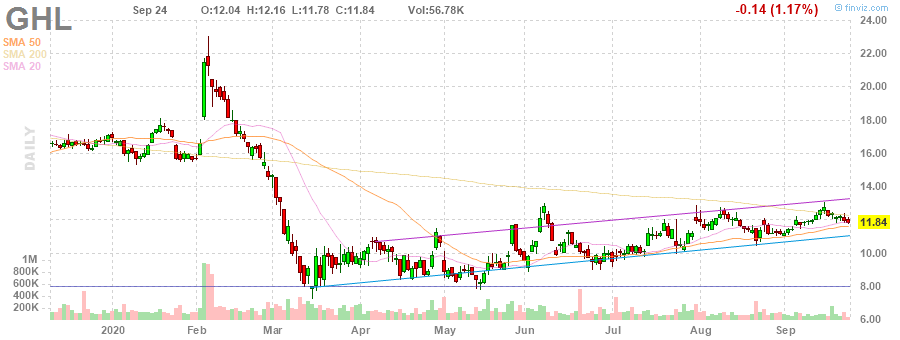 GHL
Sep 24 O:12.04 H:12.16 L:11.78 C:11.84 Vol:56.78K
-0.14 (1.17%)
© finviz.com
SMA 50
SMA 200
SMA 20
DAILY
24.00
22.00
20.00
18.00
16.00
14.00
11.84
10.00
8.00
6.00
1M
800K
600K
400K
200K
2020 Feb Mar Apr May Jun Jul Aug Sep